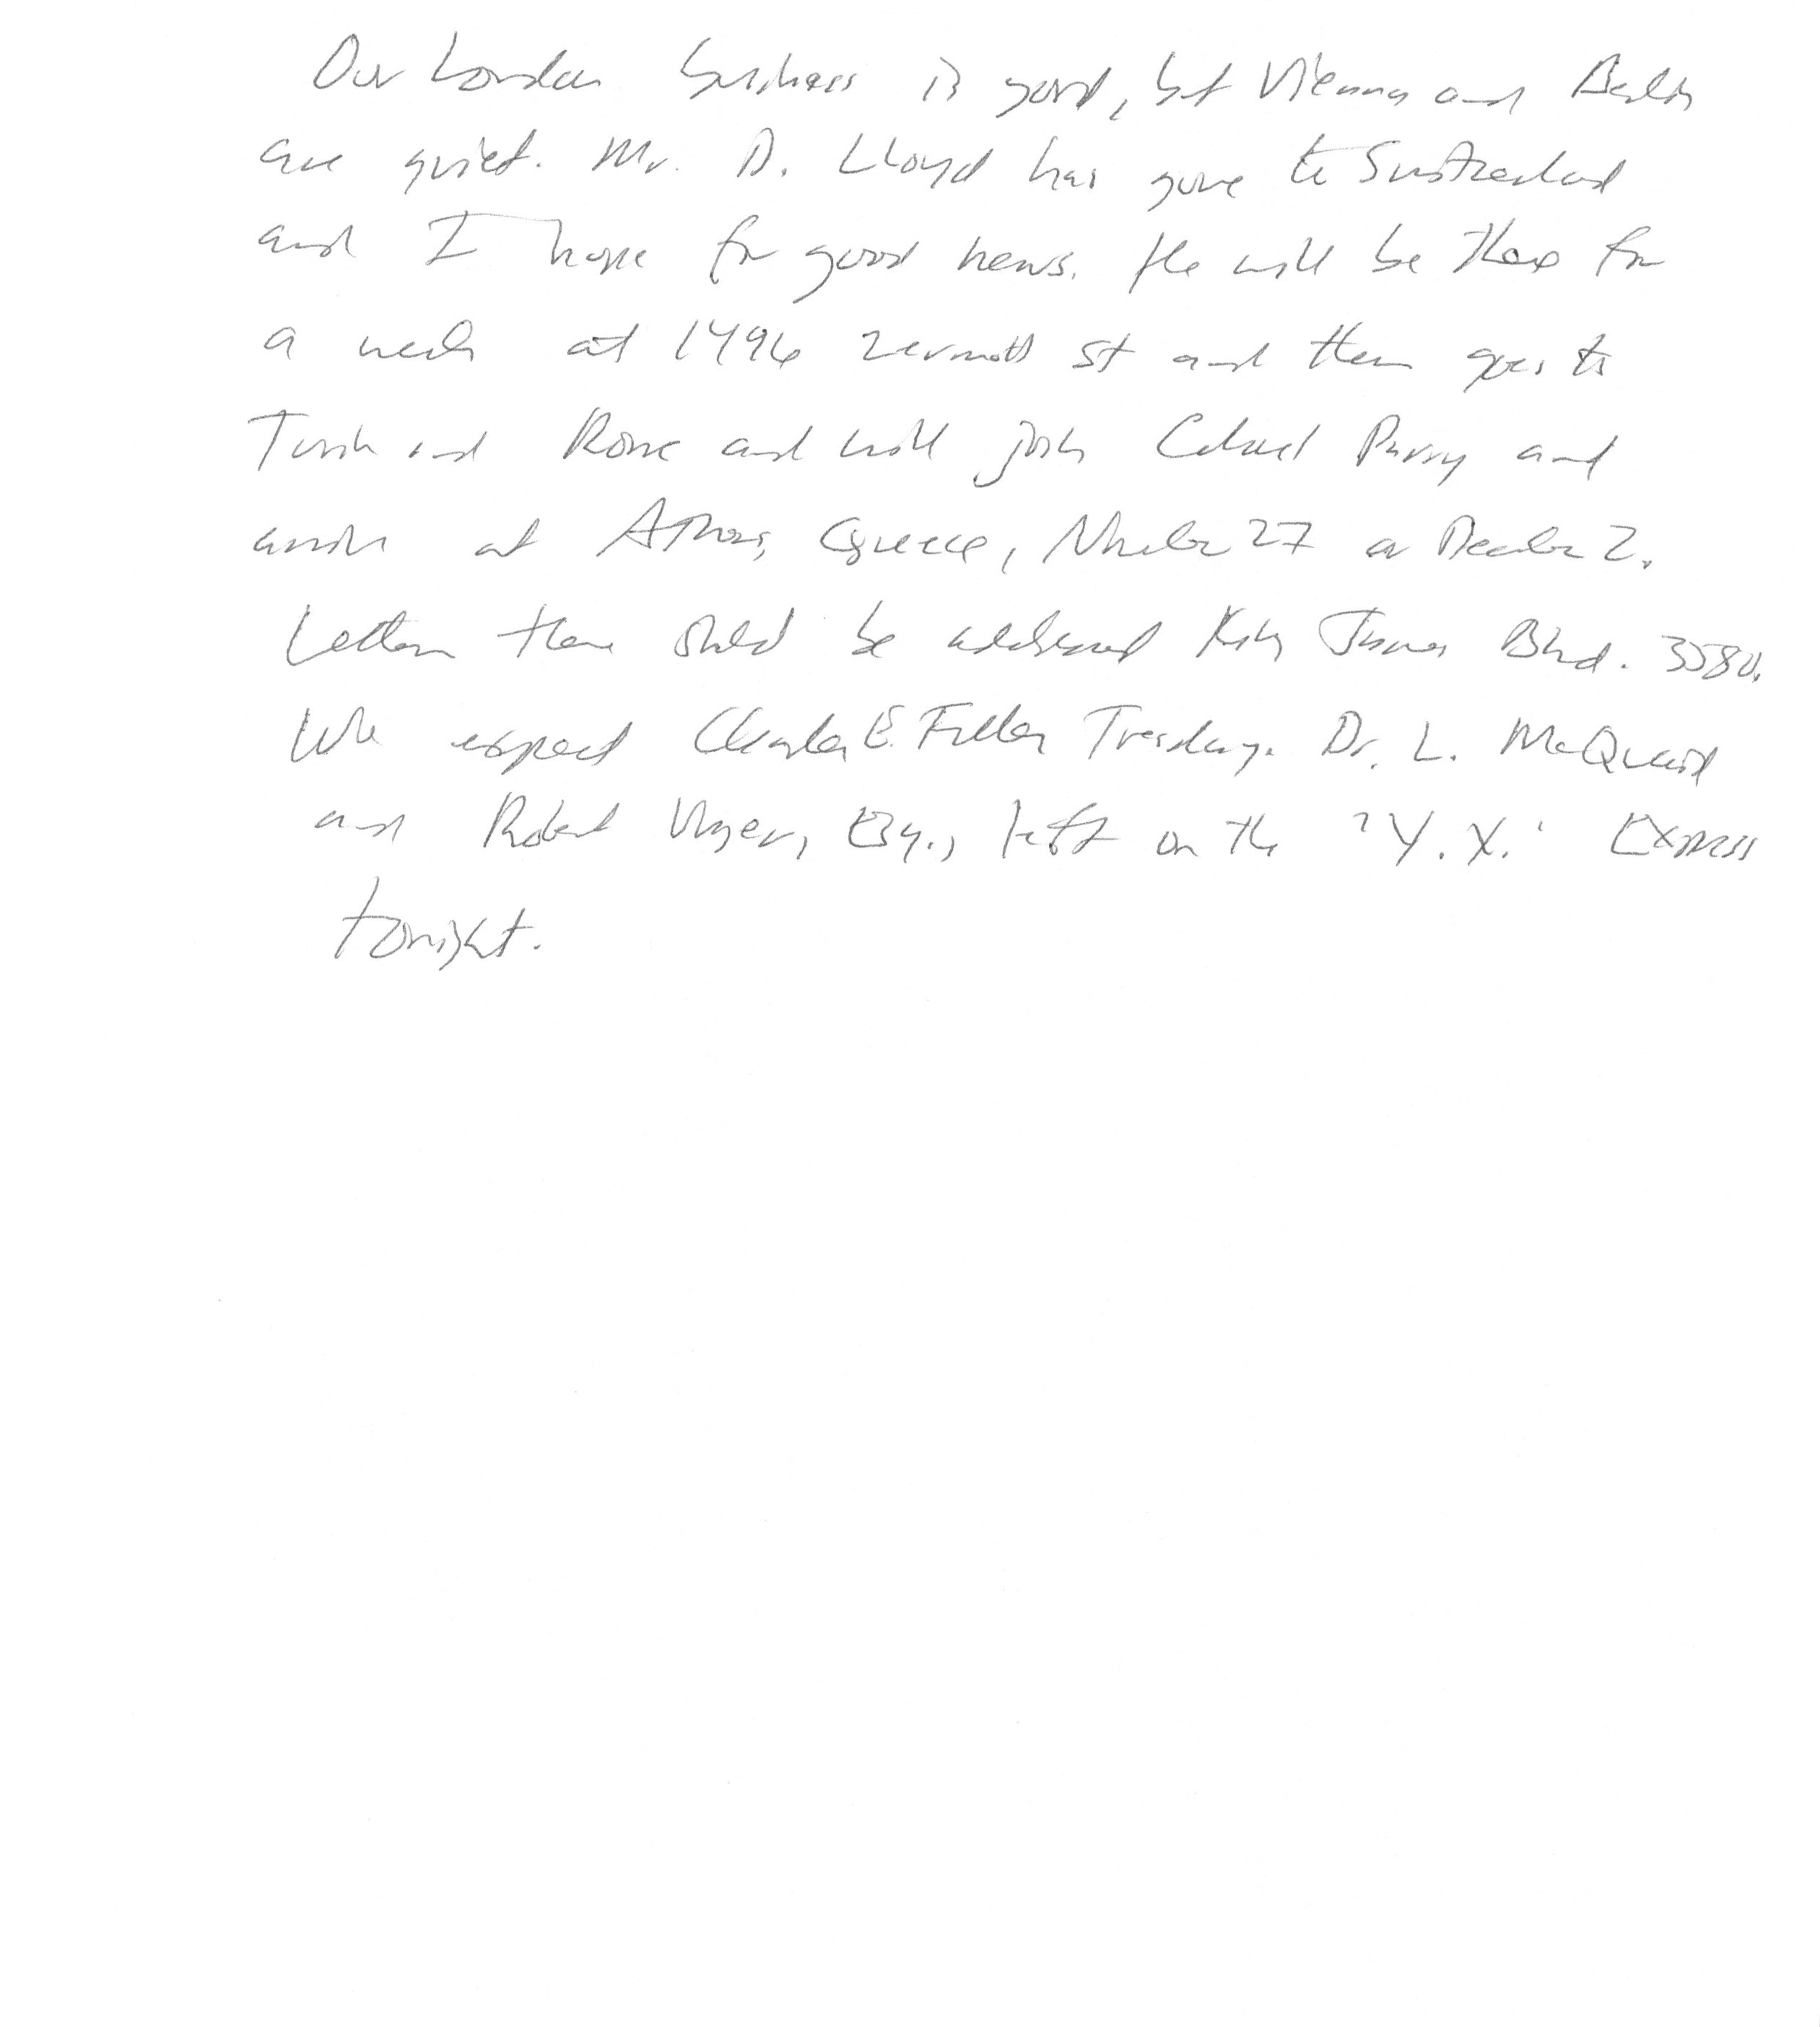 Our London business is good, but Vienna and Berlin
are quiet. Mr. D. Lloyd has gone to Switzerland
and I hope for good news. He will be there for
a week at 1496 Zermott St and then goes to
Turin and Rome and will join Colonel Parry and
arrive at Athens, Greece, November 27 or December 2.
Letters there should be addressed King James Blvd. 3580.
We expect Charles E. Fuller Tuesday. Dr. L. McQuaid
and Robert Unger, Esq., left on the 'Y.X.' Express
tonight.